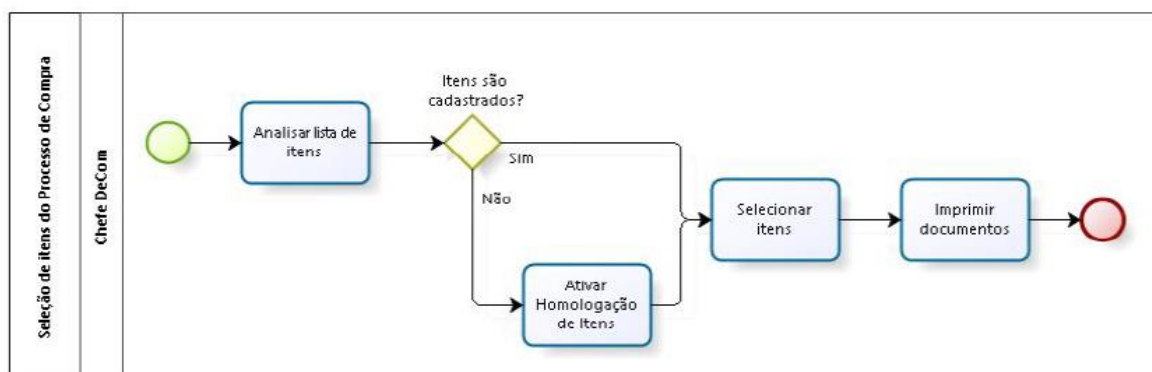 Seleção de itens do Processo de Compra
Chefe DeCom
Analisar lista de
itens
Itens são
cadastrados?
Sim
Não
Ativar
Homologação
de Itens
Selecionar
itens
Imprimir
documentos